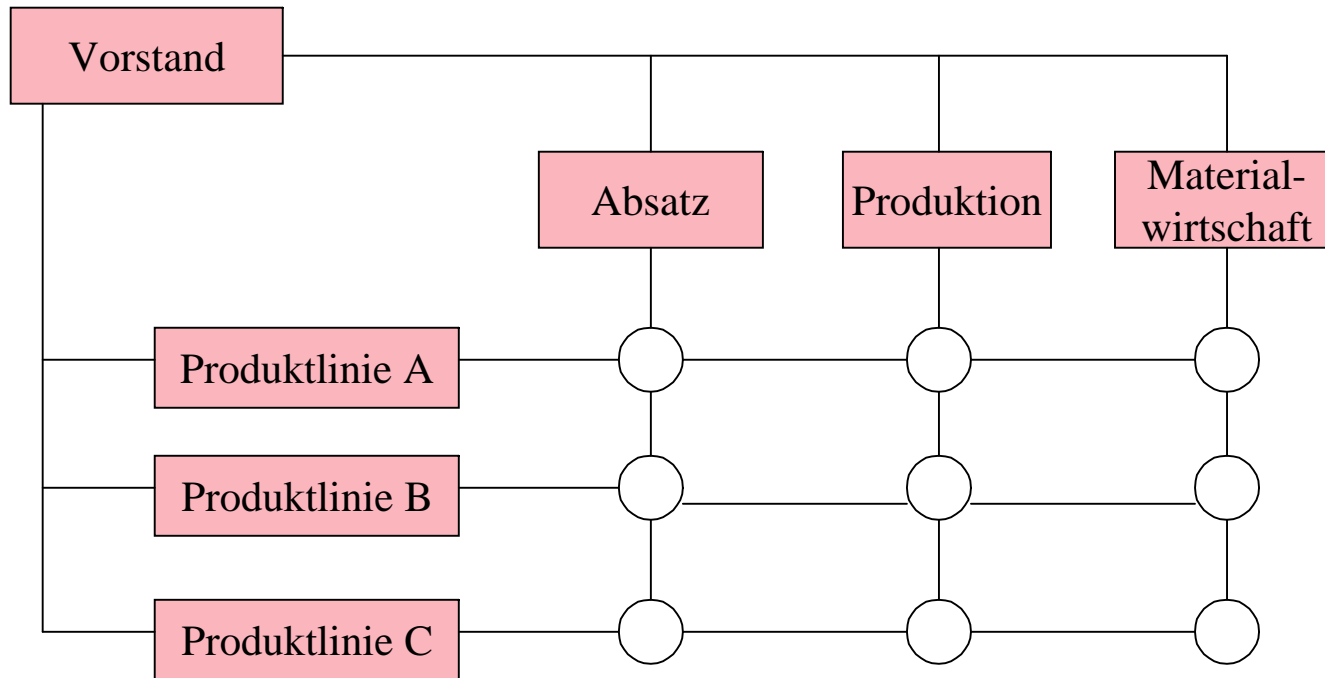 Vorstand
Absatz
Produktion
Material-
wirtschaft
Produktlinie A
Produktlinie B
Produktlinie C